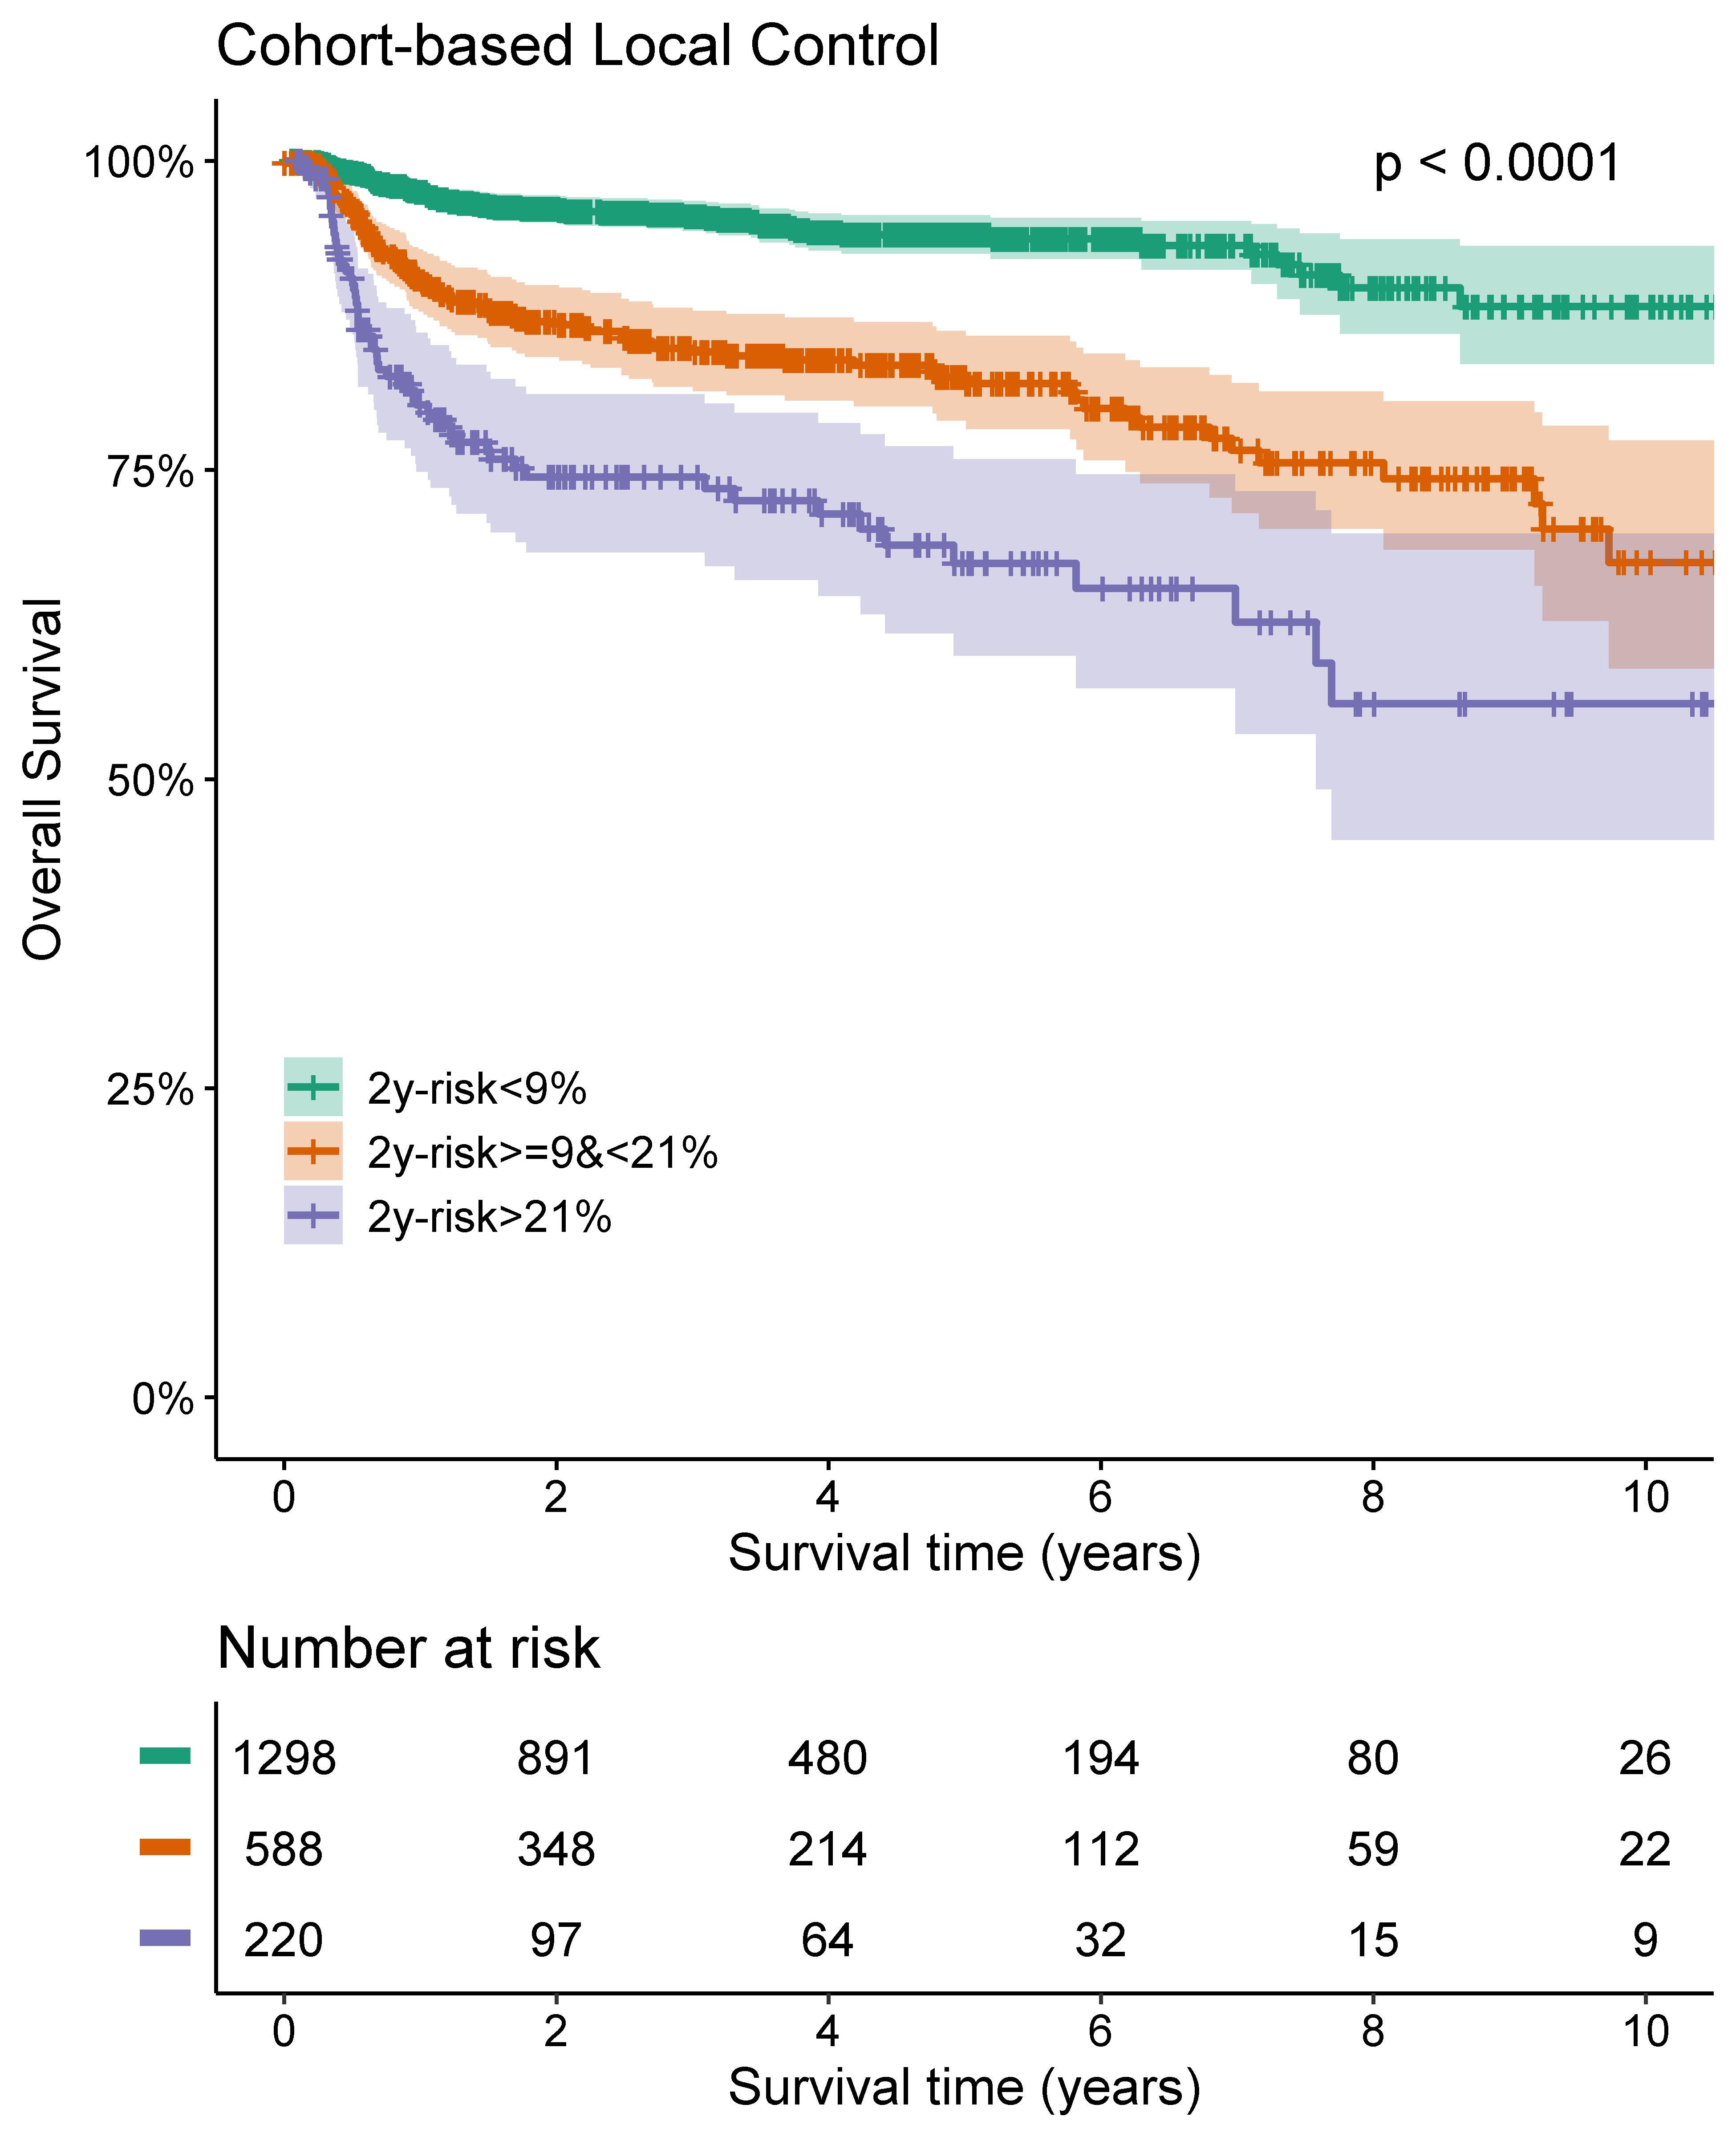 Cohort-based Local Control
p < 0.0001
100%
75%
50%
25%
0%
Overall Survival
2y-risk<9%
2y-risk>=9&<21%
2y-risk>21%
0 2 4 6 8 10
Survival time (years)
Number at risk
1298 891 480 194 80 26
588 348 214 112 59 22
220 97 64 32 15 9
0 2 4 6 8 10
Survival time (years)